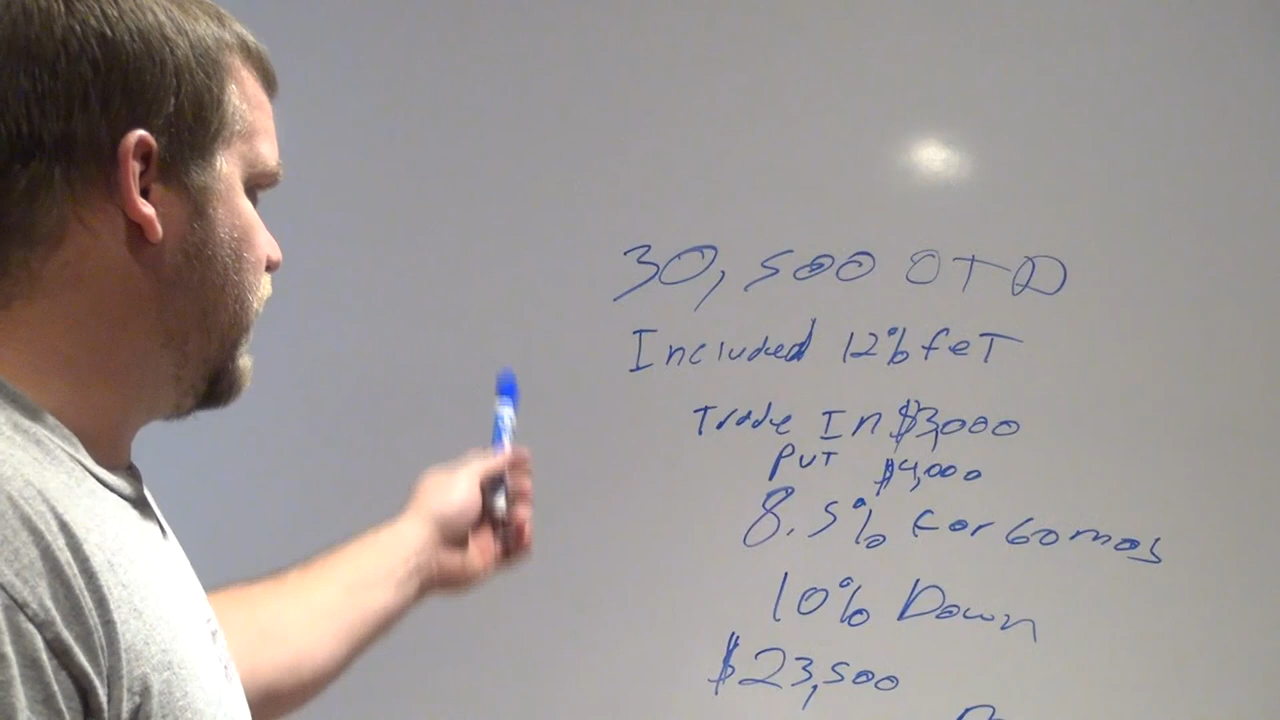 30,500 OTD
Included 12% feT
Trade In $3,000
PUT $4,000
8.5% for 60 mos
10% Down
$23,500